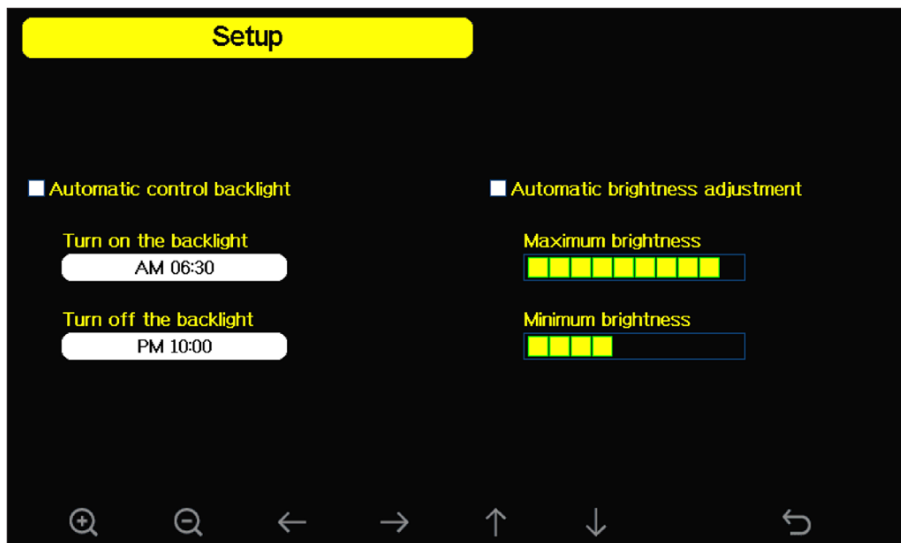 Setup
Automatic control backlight
Turn on the backlight
AM 06:30
Turn off the backlight
PM 10:00
Automatic brightness adjustment
Maximum brightness
Minimum brightness